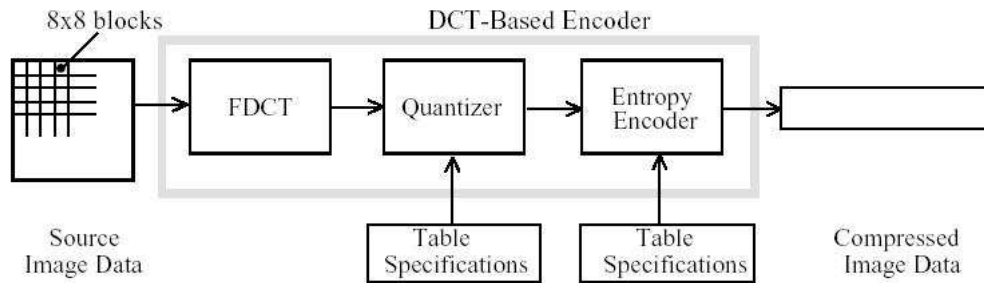 8x8 blocks
DCT-Based Encoder
FDCT
Quantizer
Entropy
Encoder
Source
Image Data
Table
Specifications
Table
Specifications
Compressed
Image Data